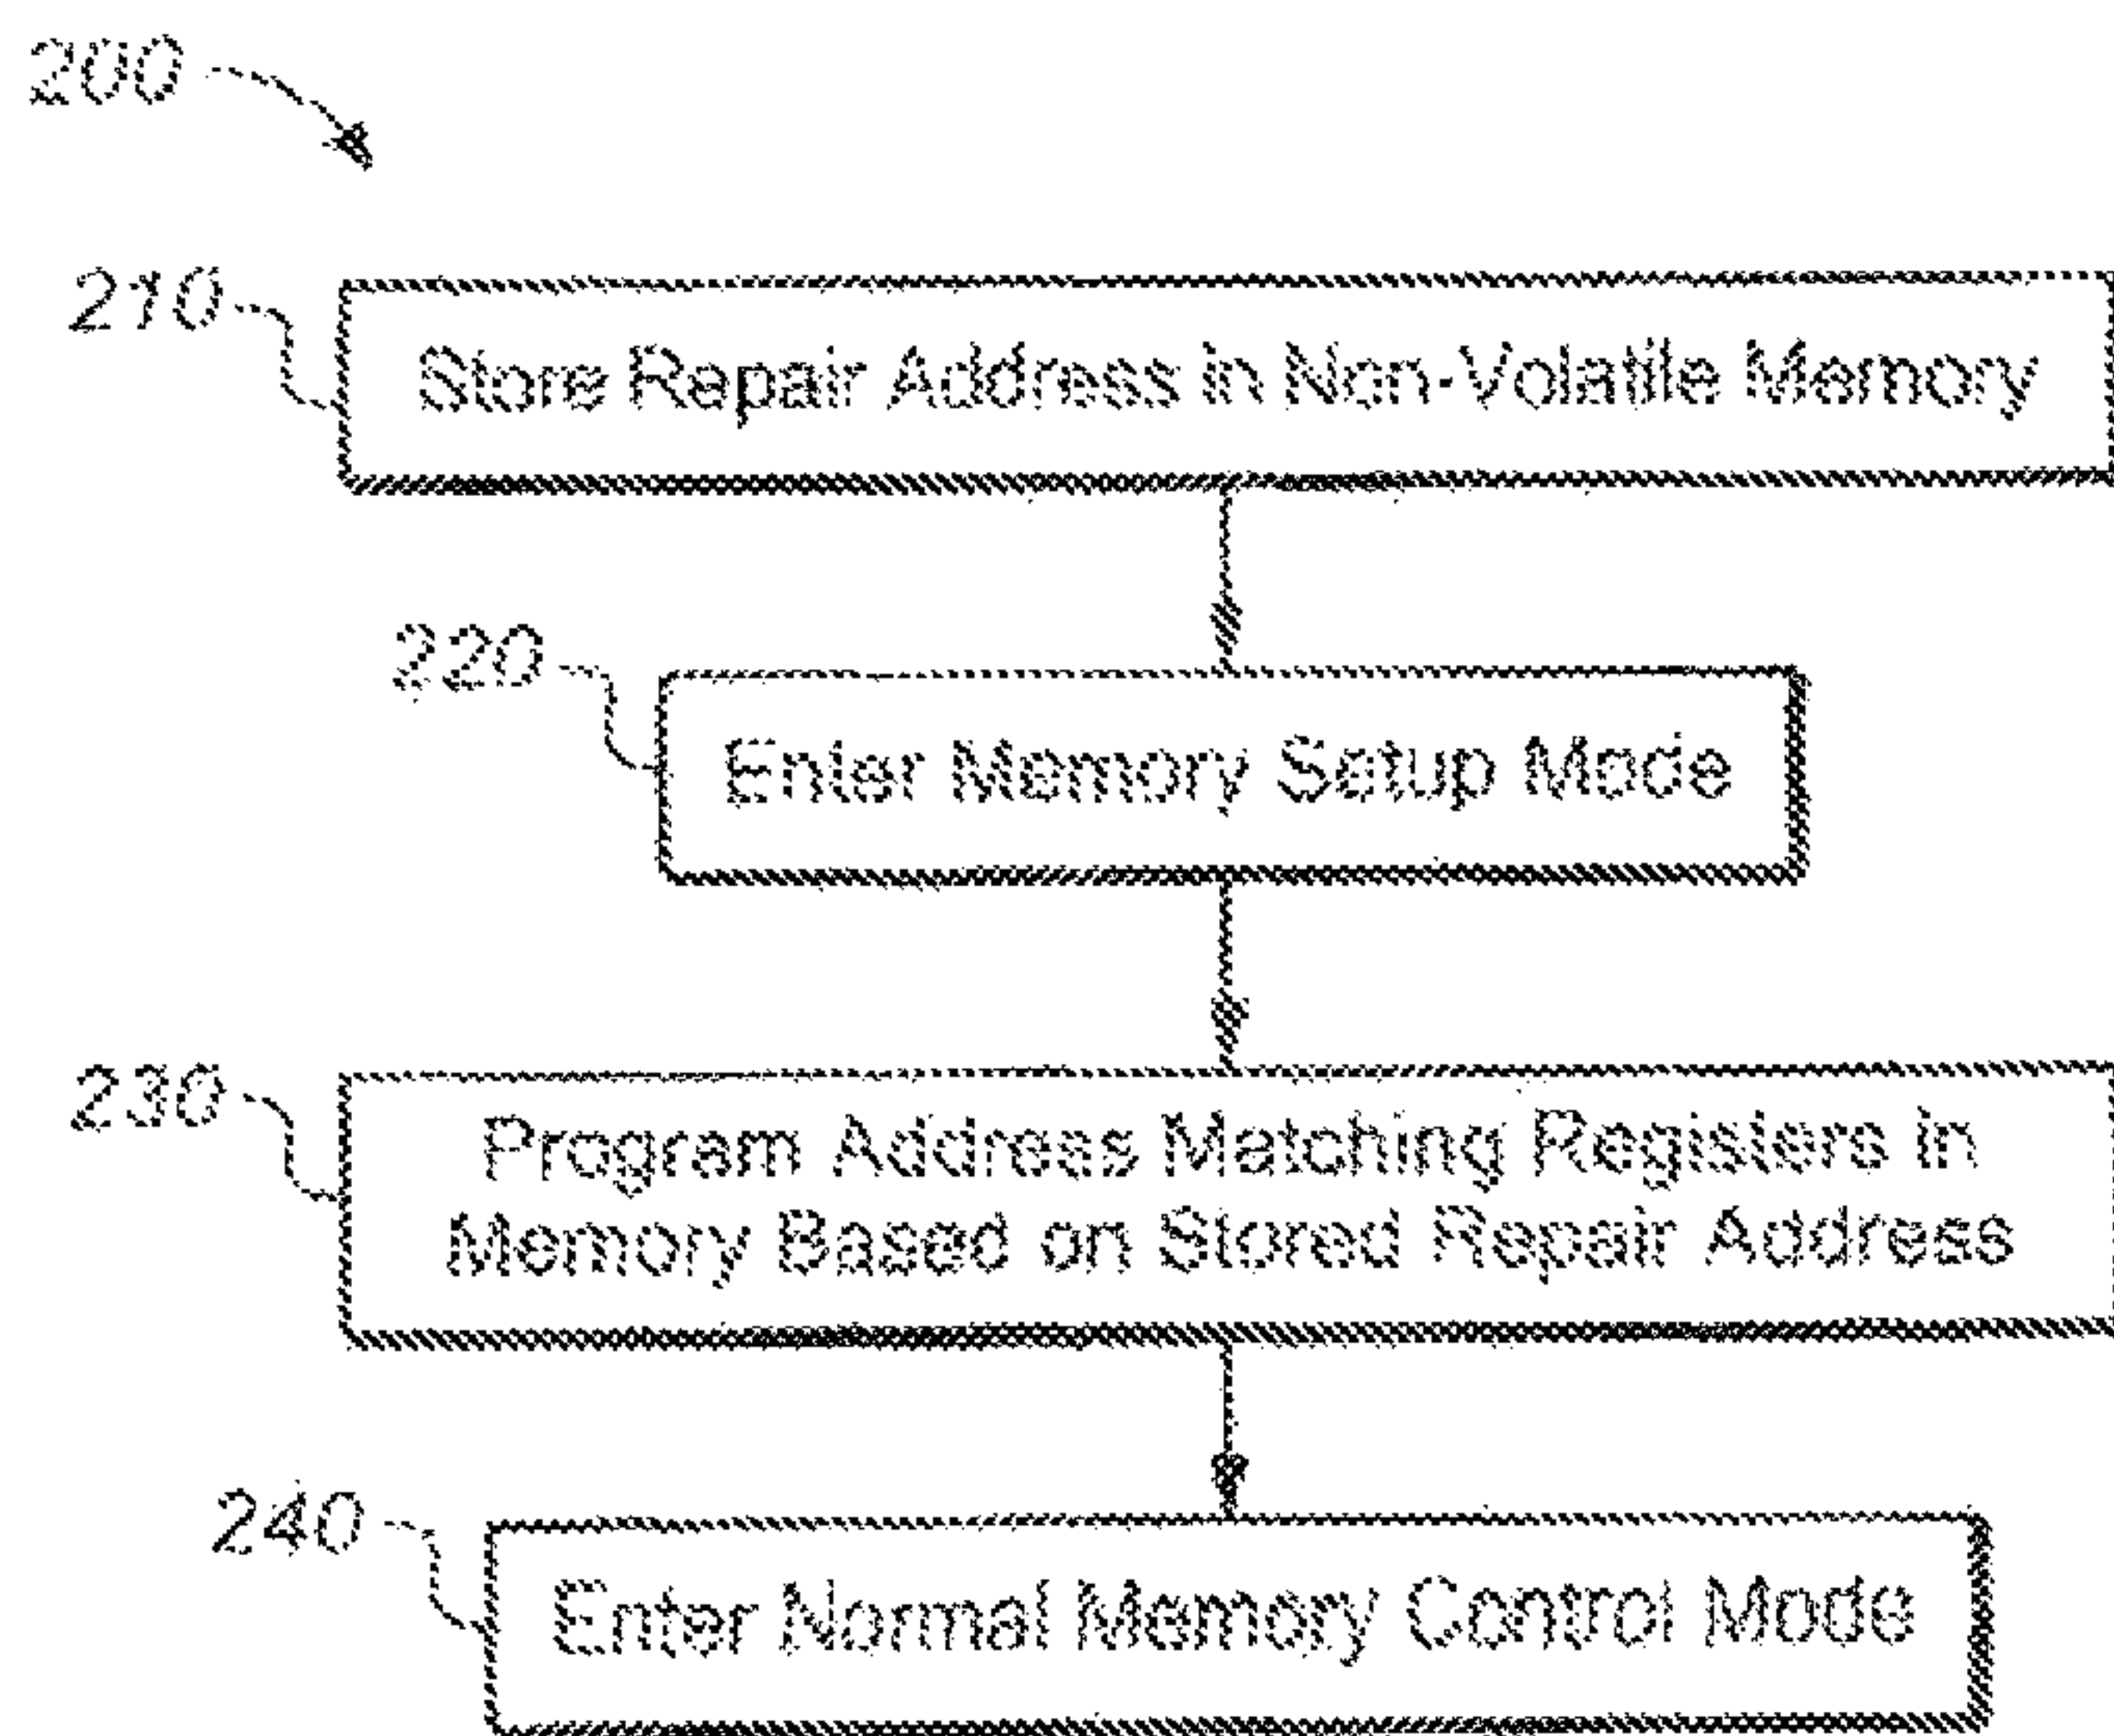 200
210
Store Repair Address in Non-Volatile Memory
220
Enter Memory Setup Mode
230
Program Address Matching Registers in
Memory Based on Stored Repair Address
240
Enter Normal Memory Control Mode